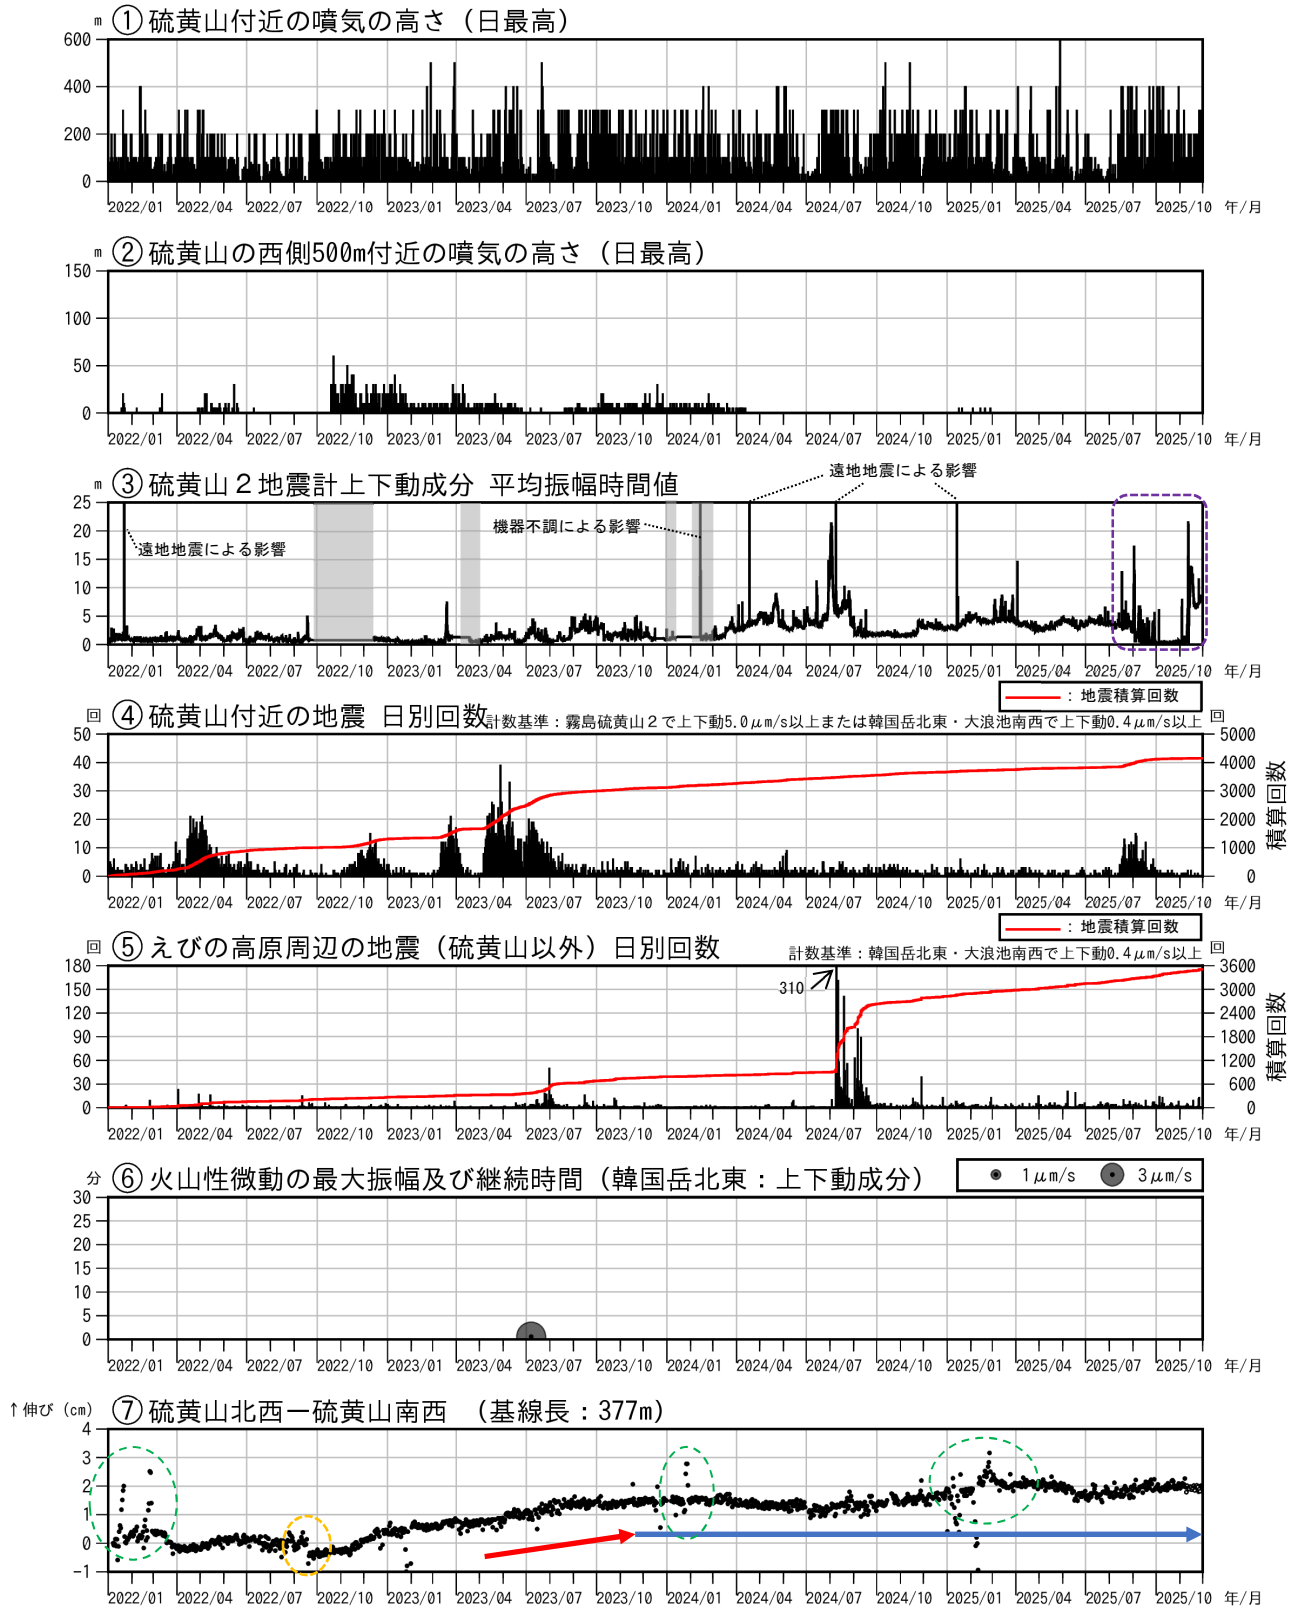 m ①硫黄山付近の噴気の高さ（日最高）
600
400
200
0
2022/01 2022/04 2022/07 2022/10 2023/01 2023/04 2023/07 2023/10 2024/01 2024/04 2024/07 2024/10 2025/01 2025/04 2025/07 2025/10 年/月
m ②硫黄山の西側500m付近の噴気の高さ（日最高）
150
100
50
0
2022/01 2022/04 2022/07 2022/10 2023/01 2023/04 2023/07 2023/10 2024/01 2024/04 2024/07 2024/10 2025/01 2025/04 2025/07 2025/10 年/月
m ③硫黄山２地震計上下動成分 平均振幅時間値
遠地地震による影響
25
20
15
10
5
0
機器不調による影響
遠地地震による影響
2022/01 2022/04 2022/07 2022/10 2023/01 2023/04 2023/07 2023/10 2024/01 2024/04 2024/07 2024/10 2025/01 2025/04 2025/07 2025/10 年/月
：地震積算回数
回 ④硫黄山付近の地震 日別回数 計数基準：霧島硫黄山２で上下動5.0μm/s以上または韓国岳北東・大浪池南西で上下動0.4μm/s以上 回
50 5000
40 4000
30 3000
20 2000
10 1000
0 0
積算回数
2022/01 2022/04 2022/07 2022/10 2023/01 2023/04 2023/07 2023/10 2024/01 2024/04 2024/07 2024/10 2025/01 2025/04 2025/07 2025/10 年/月
：地震積算回数
回 ⑤えびの高原周辺の地震（硫黄山以外）日別回数 計数基準：韓国岳北東・大浪池南西で上下動0.4μm/s以上 回
180 3600
150 3000
120 2400
90 1800
60 1200
30 600
0 0
310
積算回数
2022/01 2022/04 2022/07 2022/10 2023/01 2023/04 2023/07 2023/10 2024/01 2024/04 2024/07 2024/10 2025/01 2025/04 2025/07 2025/10 年/月
分 ⑥火山性微動の最大振幅及び継続時間（韓国岳北東：上下動成分） 1μm/s 3μm/s
30
25
20
15
10
5
0
2022/01 2022/04 2022/07 2022/10 2023/01 2023/04 2023/07 2023/10 2024/01 2024/04 2024/07 2024/10 2025/01 2025/04 2025/07 2025/10 年/月
↑伸び（cm） ⑦硫黄山北西ー硫黄山南西 （基線長：377m）
4
3
2
1
0
-1
2022/01 2022/04 2022/07 2022/10 2023/01 2023/04 2023/07 2023/10 2024/01 2024/04 2024/07 2024/10 2025/01 2025/04 2025/07 2025/10 年/月